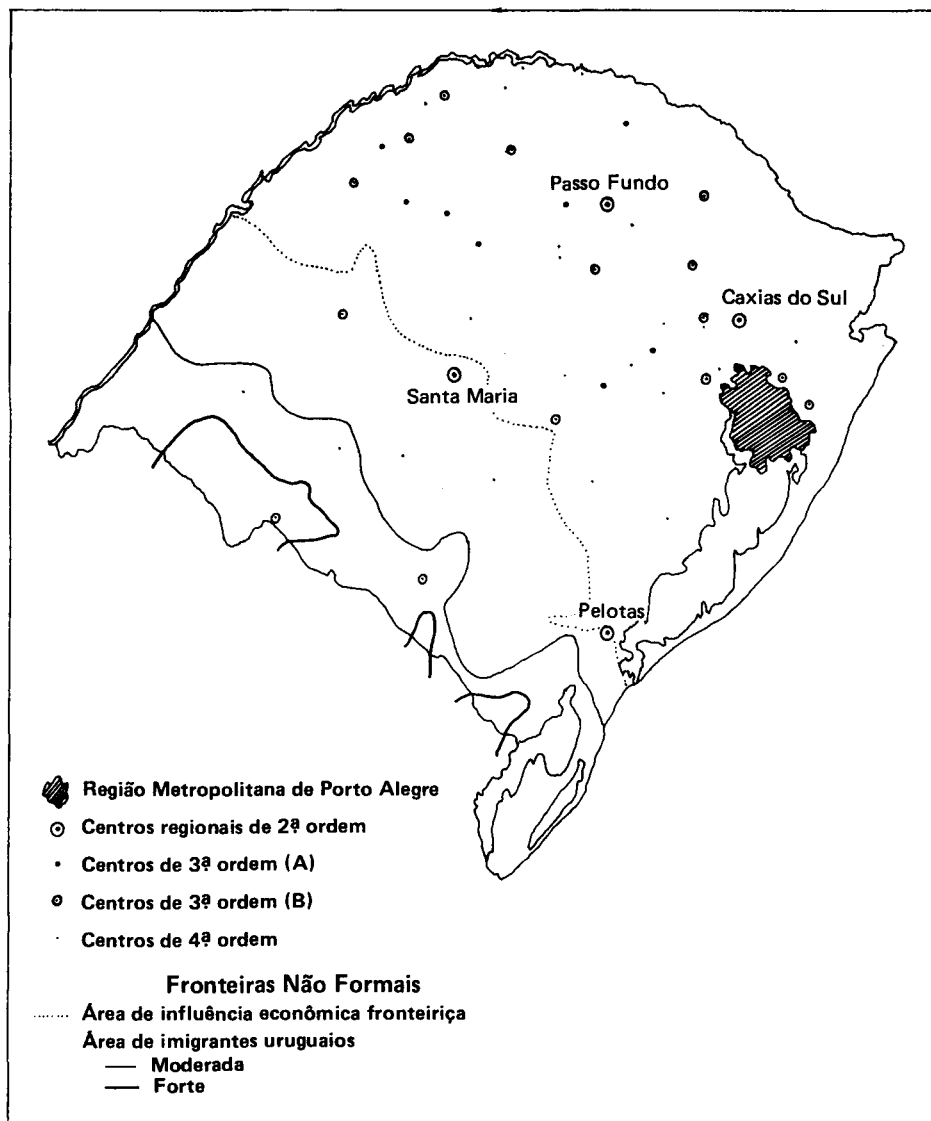 Passo Fundo
Caxias do Sul
Santa Maria
Pelotas
Região Metropolitana de Porto Alegre
Centros regionais de 2ª ordem
Centros de 3ª ordem (A)
Centros de 3ª ordem (B)
Centros de 4ª ordem
Fronteiras Não Formais
Área de influência econômica fronteiriça
Área de imigrantes uruguaios
Moderada
Forte